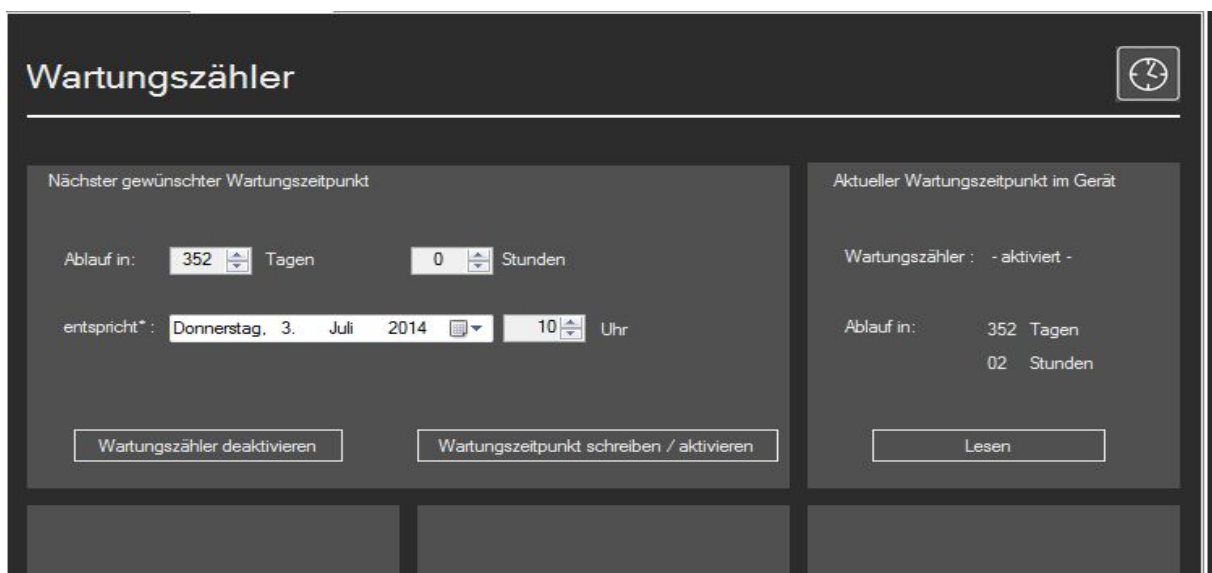 Wartungszähler
Nächster gewünschter Wartungszeitpunkt
Ablauf in: 352 Tagen 0 Stunden
entspricht* : Donnerstag, 3. Juli 2014 10 Uhr
Wartungszähler deaktivieren Wartungszeitpunkt schreiben / aktivieren
Aktueller Wartungszeitpunkt im Gerät
Wartungszähler : - aktiviert -
Ablauf in: 352 Tagen
02 Stunden
Lesen